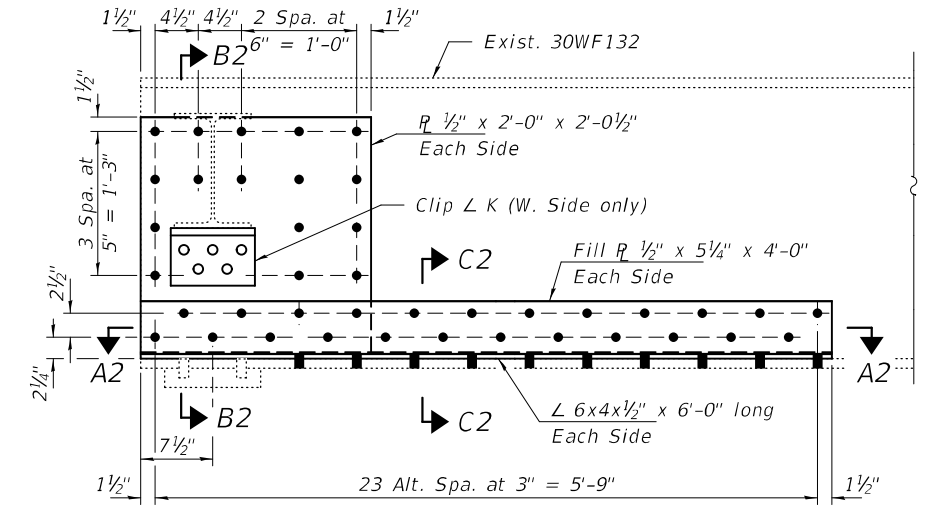 1½" 4½" 4½" 2 Spa. at 1½"
6" = 1'-0"
B2
Exist. 30WF132
1½"
℄ ½" x 2'-0" x 2'-0½"
Each Side
3 Spa. at
5" = 1'-3"
Clip ∠ K (W. Side only)
C2
Fill ℄ ½" x 5¼" x 4'-0"
Each Side
2½"
A2
A2
2¼"
B2
C2
∠ 6x4x½" x 6'-0" long
Each Side
7½"
1½" 23 Alt. Spa. at 3" = 5'-9" 1½"